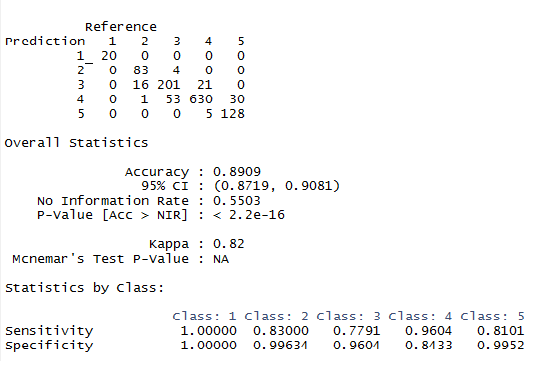 Reference
Prediction 1 2 3 4 5
1_ 20 0 0 0 0
2 0 83 4 0 0
3 0 16 201 21 0
4 0 1 53 630 30
5 0 0 0 5 128
Overall Statistics
Accuracy : 0.8909
95% CI : (0.8719, 0.9081)
No Information Rate : 0.5503
P-Value [Acc > NIR] : < 2.2e-16
Kappa : 0.82
Mcnemar's Test P-Value : NA
Statistics by Class:
Class: 1 Class: 2 Class: 3 Class: 4 Class: 5
Sensitivity 1.00000 0.83000 0.7791 0.9604 0.8101
Specificity 1.00000 0.99634 0.9604 0.8433 0.9952